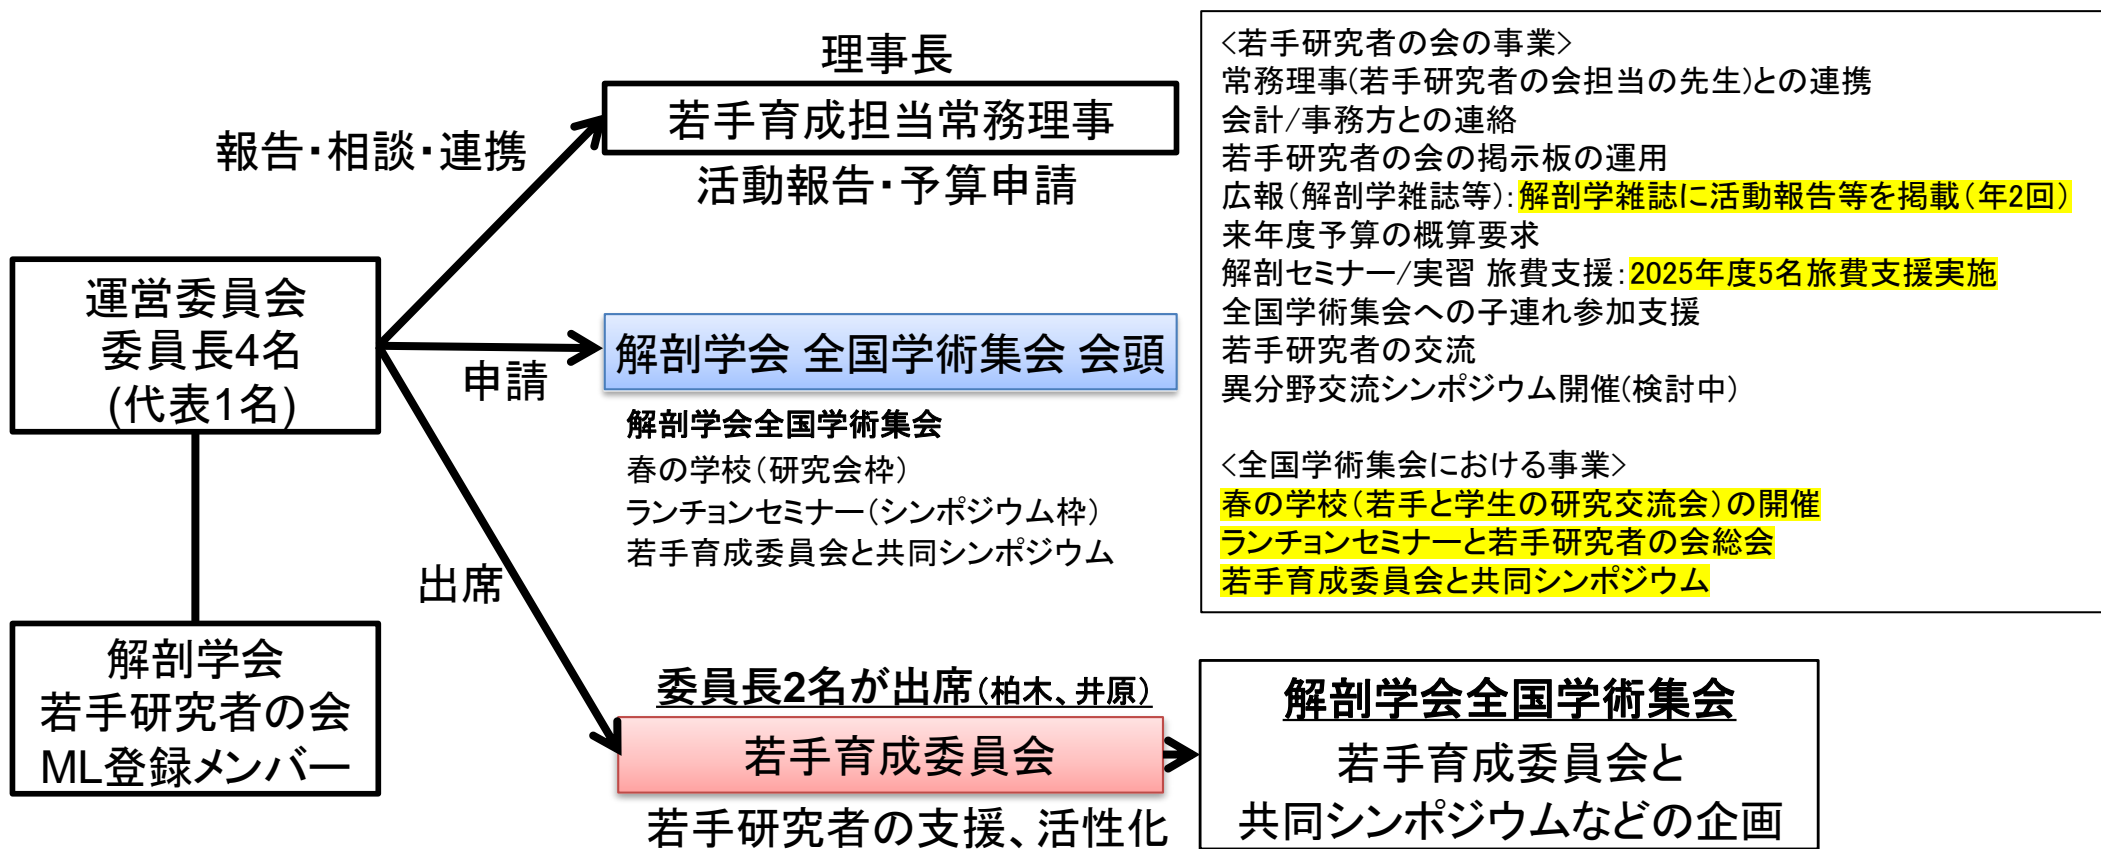 理事長
若手育成担当常務理事
活動報告・予算申請
報告・相談・連携
運営委員会
委員長4名
(代表1名)
申請
解剖学会 全国学術集会 会頭
解剖学会全国学術集会
春の学校（研究会枠）
ランチョンセミナー（シンポジウム枠）
若手育成委員会と共同シンポジウム
出席
解剖学会
若手研究者の会
ML登録メンバー
委員長2名が出席（柏木、井原）
若手育成委員会
若手研究者の支援、活性化
解剖学会全国学術集会
若手育成委員会と
共同シンポジウムなどの企画
<若手研究者の会の事業>
常務理事(若手研究者の会担当の先生)との連携
会計/事務方との連絡
若手研究者の会の掲示板の運用
広報（解剖学雑誌等）：解剖学雑誌に活動報告等を掲載（年2回）
来年度予算の概算要求
解剖セミナー/実習 旅費支援：2025年度5名旅費支援実施
全国学術集会への子連れ参加支援
若手研究者の交流
異分野交流シンポジウム開催(検討中)
<全国学術集会における事業>
春の学校（若手と学生の研究交流会）の開催
ランチョンセミナーと若手研究者の会総会
若手育成委員会と共同シンポジウム